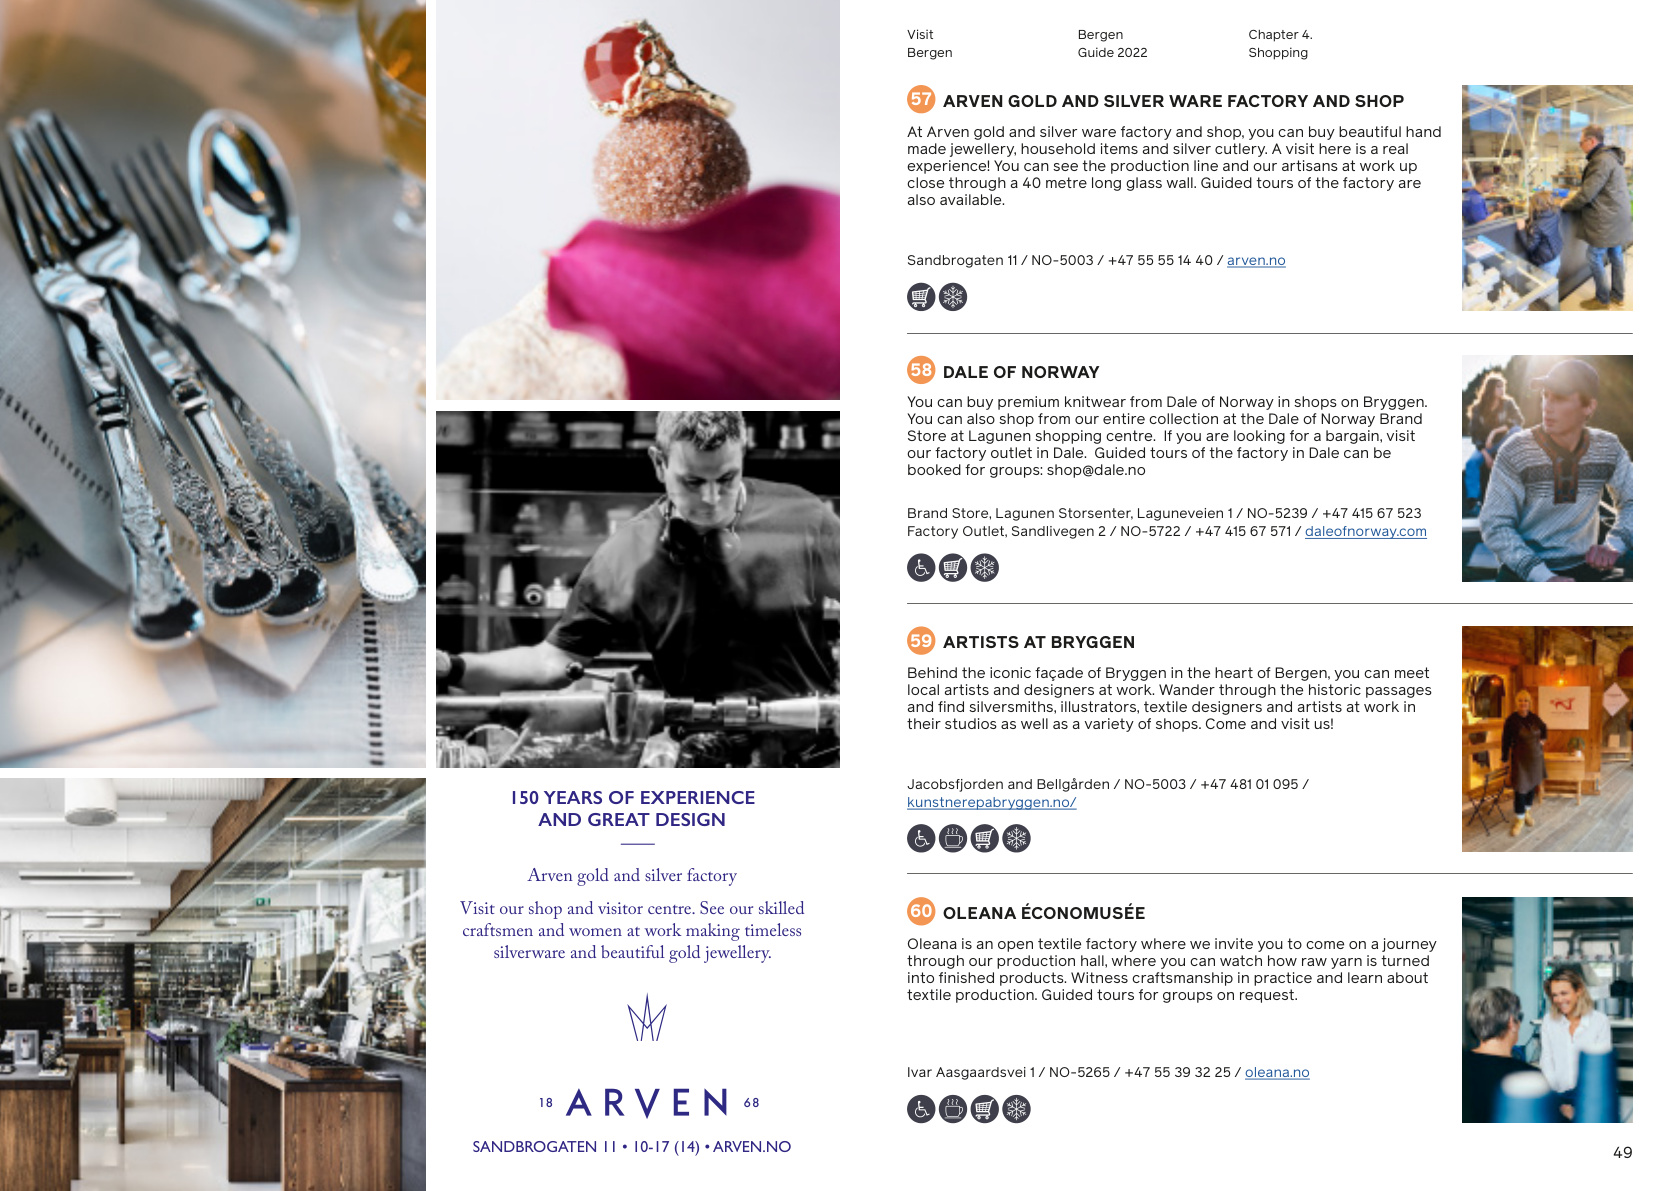 150 YEARS OF EXPERIENCE
AND GREAT DESIGN
Arven gold and silver factory
Visit our shop and visitor centre. See our skilled
craftsmen and women at work making timeless
silverware and beautiful gold jewellery.
18 ARVEN 68
SANDBROGATEN 11 • 10-17 (14) • ARVEN.NO
Visit
Bergen
Bergen
Guide 2022
Chapter 4.
Shopping
57 ARVEN GOLD AND SILVER WARE FACTORY AND SHOP
At Arven gold and silver ware factory and shop, you can buy beautiful hand
made jewellery, household items and silver cutlery. A visit here is a real
experience! You can see the production line and our artisans at work up
close through a 40 metre long glass wall. Guided tours of the factory are
also available.
Sandbrogaten 11 / NO-5003 / +47 55 55 14 40 / arven.no
58 DALE OF NORWAY
You can buy premium knitwear from Dale of Norway in shops on Bryggen.
You can also shop from our entire collection at the Dale of Norway Brand
Store at Lagunen shopping centre. If you are looking for a bargain, visit
our factory outlet in Dale. Guided tours of the factory in Dale can be
booked for groups: shop@dale.no
Brand Store, Lagunen Storsenter, Laguneveien 1 / NO-5239 / +47 415 67 523
Factory Outlet, Sandlivegen 2 / NO-5722 / +47 415 67 571 / daleofnorway.com
59 ARTISTS AT BRYGGEN
Behind the iconic façade of Bryggen in the heart of Bergen, you can meet
local artists and designers at work. Wander through the historic passages
and find silversmiths, illustrators, textile designers and artists at work in
their studios as well as a variety of shops. Come and visit us!
Jacobsfjorden and Bellgården / NO-5003 / +47 481 01 095 /
kunstnerepabryggen.no/
60 OLEANA ÉCONOMUSÉE
Oleana is an open textile factory where we invite you to come on a journey
through our production hall, where you can watch how raw yarn is turned
into finished products. Witness craftsmanship in practice and learn about
textile production. Guided tours for groups on request.
Ivar Aasgaardsvei 1 / NO-5265 / +47 55 39 32 25 / oleana.no
49